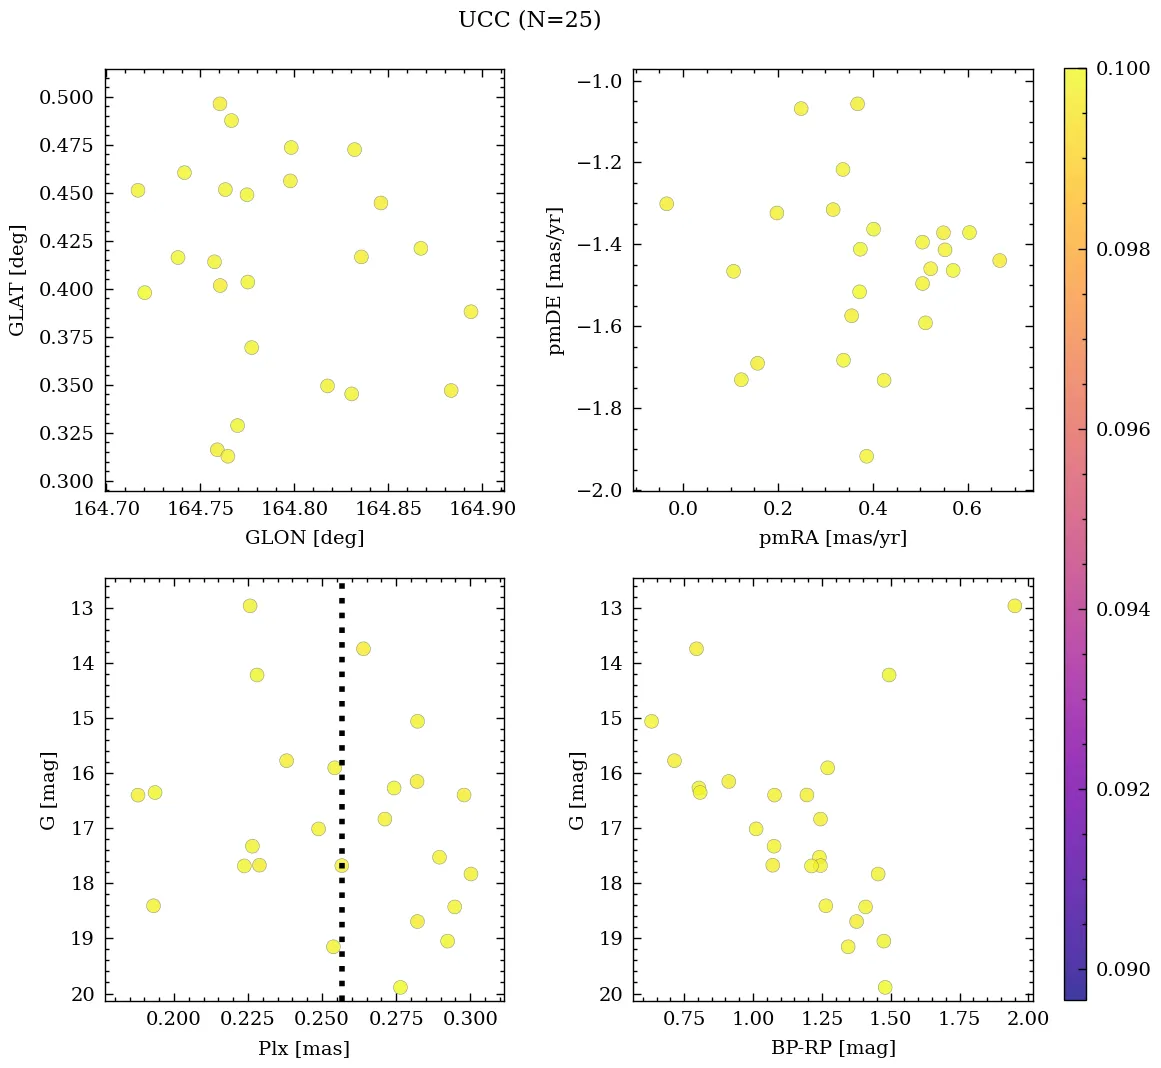 UCC (N=25)
0.500
0.475
0.450
0.425
0.400
0.375
0.350
0.325
0.300
GLAT [deg]
164.70 164.75 164.80 164.85 164.90
GLON [deg]
−1.0
−1.2
−1.4
−1.6
−1.8
−2.0
pmDE [mas/yr]
0.0 0.2 0.4 0.6
pmRA [mas/yr]
13
14
15
16
17
18
19
20
G [mag]
0.200 0.225 0.250 0.275 0.300
Plx [mas]
13
14
15
16
17
18
19
20
G [mag]
0.75 1.00 1.25 1.50 1.75 2.00
BP-RP [mag]
0.100
0.098
0.096
0.094
0.092
0.090